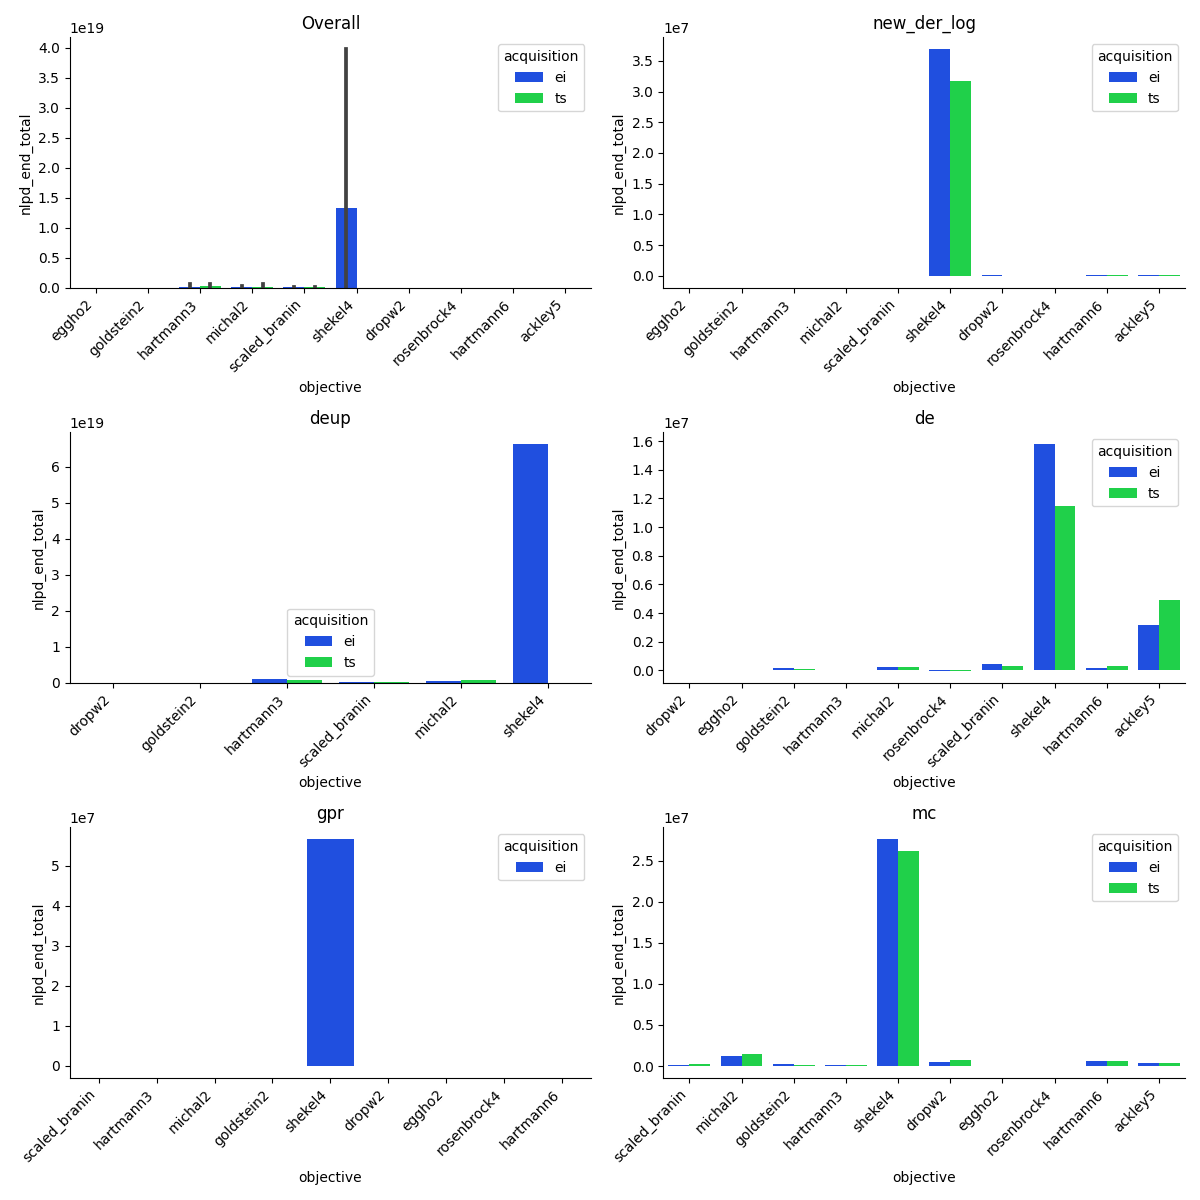 Overall
1e19
nlpd_end_total
4.0
3.5
3.0
2.5
2.0
1.5
1.0
0.5
0.0
acquisition
ei
ts
eggho2
goldstein2
hartmann3
michal2
scaled_branin
shekel4
dropw2
rosenbrock4
hartmann6
ackley5
objective
new_der_log
1e7
nlpd_end_total
3.5
3.0
2.5
2.0
1.5
1.0
0.5
0.0
acquisition
ei
ts
eggho2
goldstein2
hartmann3
michal2
scaled_branin
shekel4
dropw2
rosenbrock4
hartmann6
ackley5
objective
deup
1e19
nlpd_end_total
6
5
4
3
2
1
0
acquisition
ei
ts
dropw2
goldstein2
hartmann3
scaled_branin
michal2
shekel4
objective
de
1e7
nlpd_end_total
1.6
1.4
1.2
1.0
0.8
0.6
0.4
0.2
0.0
acquisition
ei
ts
dropw2
eggho2
goldstein2
hartmann3
michal2
rosenbrock4
scaled_branin
shekel4
hartmann6
ackley5
objective
gpr
1e7
nlpd_end_total
5
4
3
2
1
0
acquisition
ei
scaled_branin
hartmann3
michal2
goldstein2
shekel4
dropw2
eggho2
rosenbrock4
hartmann6
objective
mc
1e7
nlpd_end_total
2.5
2.0
1.5
1.0
0.5
0.0
acquisition
ei
ts
scaled_branin
michal2
goldstein2
hartmann3
shekel4
dropw2
eggho2
rosenbrock4
hartmann6
ackley5
objective